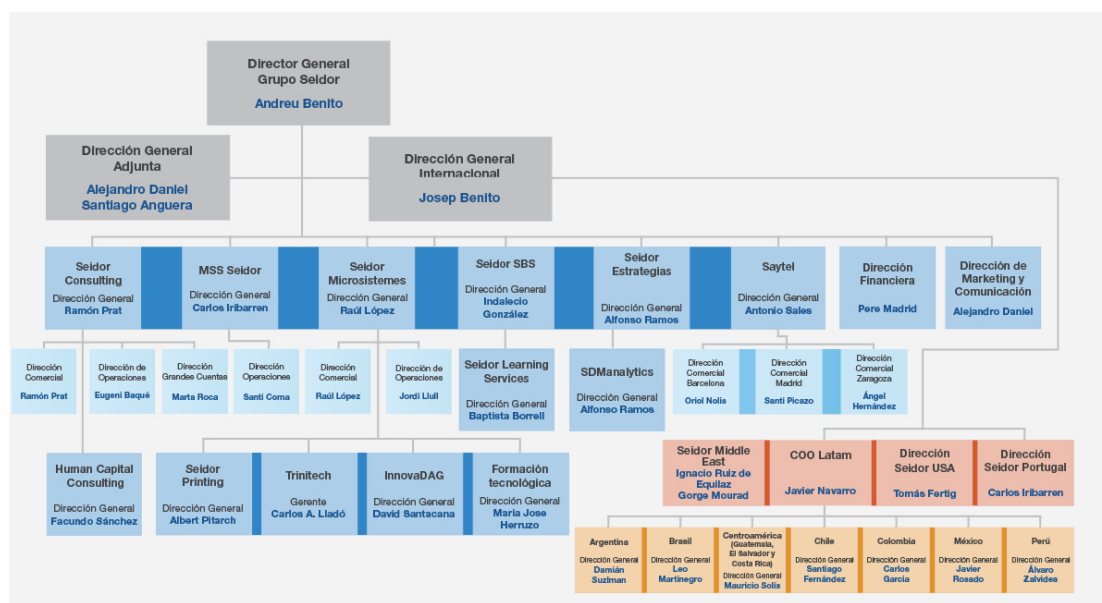 Director General
Grupo Seidor
Andreu Benito
Dirección General
Adjunta
Alejandro Daniel
Santiago Anguera
Dirección General
Internacional
Josep Benito
Seidor
Consulting
Dirección General
Ramón Prat
MSS Seidor
Dirección General
Carlos Iribarren
Seidor
Microsistemes
Dirección General
Raúl López
Seidor SBS
Dirección General
Indalecio
González
Seidor
Estrategias
Dirección General
Alfonso Ramos
Saytel
Dirección General
Antonio Sales
Dirección
Financiera
Pere Madrid
Dirección de
Marketing y
Comunicación
Alejandro Daniel
Dirección
Comercial
Ramón Prat
Dirección de
Operaciones
Eugeni Baqué
Dirección
Grandes Cuentas
Marta Roca
Dirección
Operaciones
Santi Coma
Dirección
Comercial
Raúl López
Dirección de
Operaciones
Jordi Llull
Seidor Learning
Services
Dirección General
Baptista Borrell
SDManalytics
Dirección General
Alfonso Ramos
Dirección
Comercial
Barcelona
Oriol Nolis
Dirección
Comercial
Madrid
Santi Picazo
Dirección
Comercial
Zaragoza
Ángel
Hernández
Human Capital
Consulting
Dirección General
Facundo Sánchez
Seidor
Printing
Dirección General
Albert Pitarch
Trinitech
Gerente
Carlos A. Lladó
InnovaDAG
Dirección General
David Santacana
Formación
tecnológica
Dirección General
Maria Jose
Herruzo
Seidor Middle
East
Ignacio Ruiz de
Equilaz
Gorge Mourad
COO Latam
Javier Navarro
Dirección
Seidor USA
Tomás Fertig
Dirección
Seidor Portugal
Carlos Iribarren
Argentina
Dirección General
Damián
Suzlman
Brasil
Dirección General
Leo
Martinegro
Centroamérica
(Guatemala,
El Salvador y
Costa Rica)
Dirección General
Mauricio Solís
Chile
Dirección General
Santiago
Fernández
Colombia
Dirección General
Carlos
García
México
Dirección General
Javier
Rosado
Perú
Dirección General
Álvaro
Zalvidea